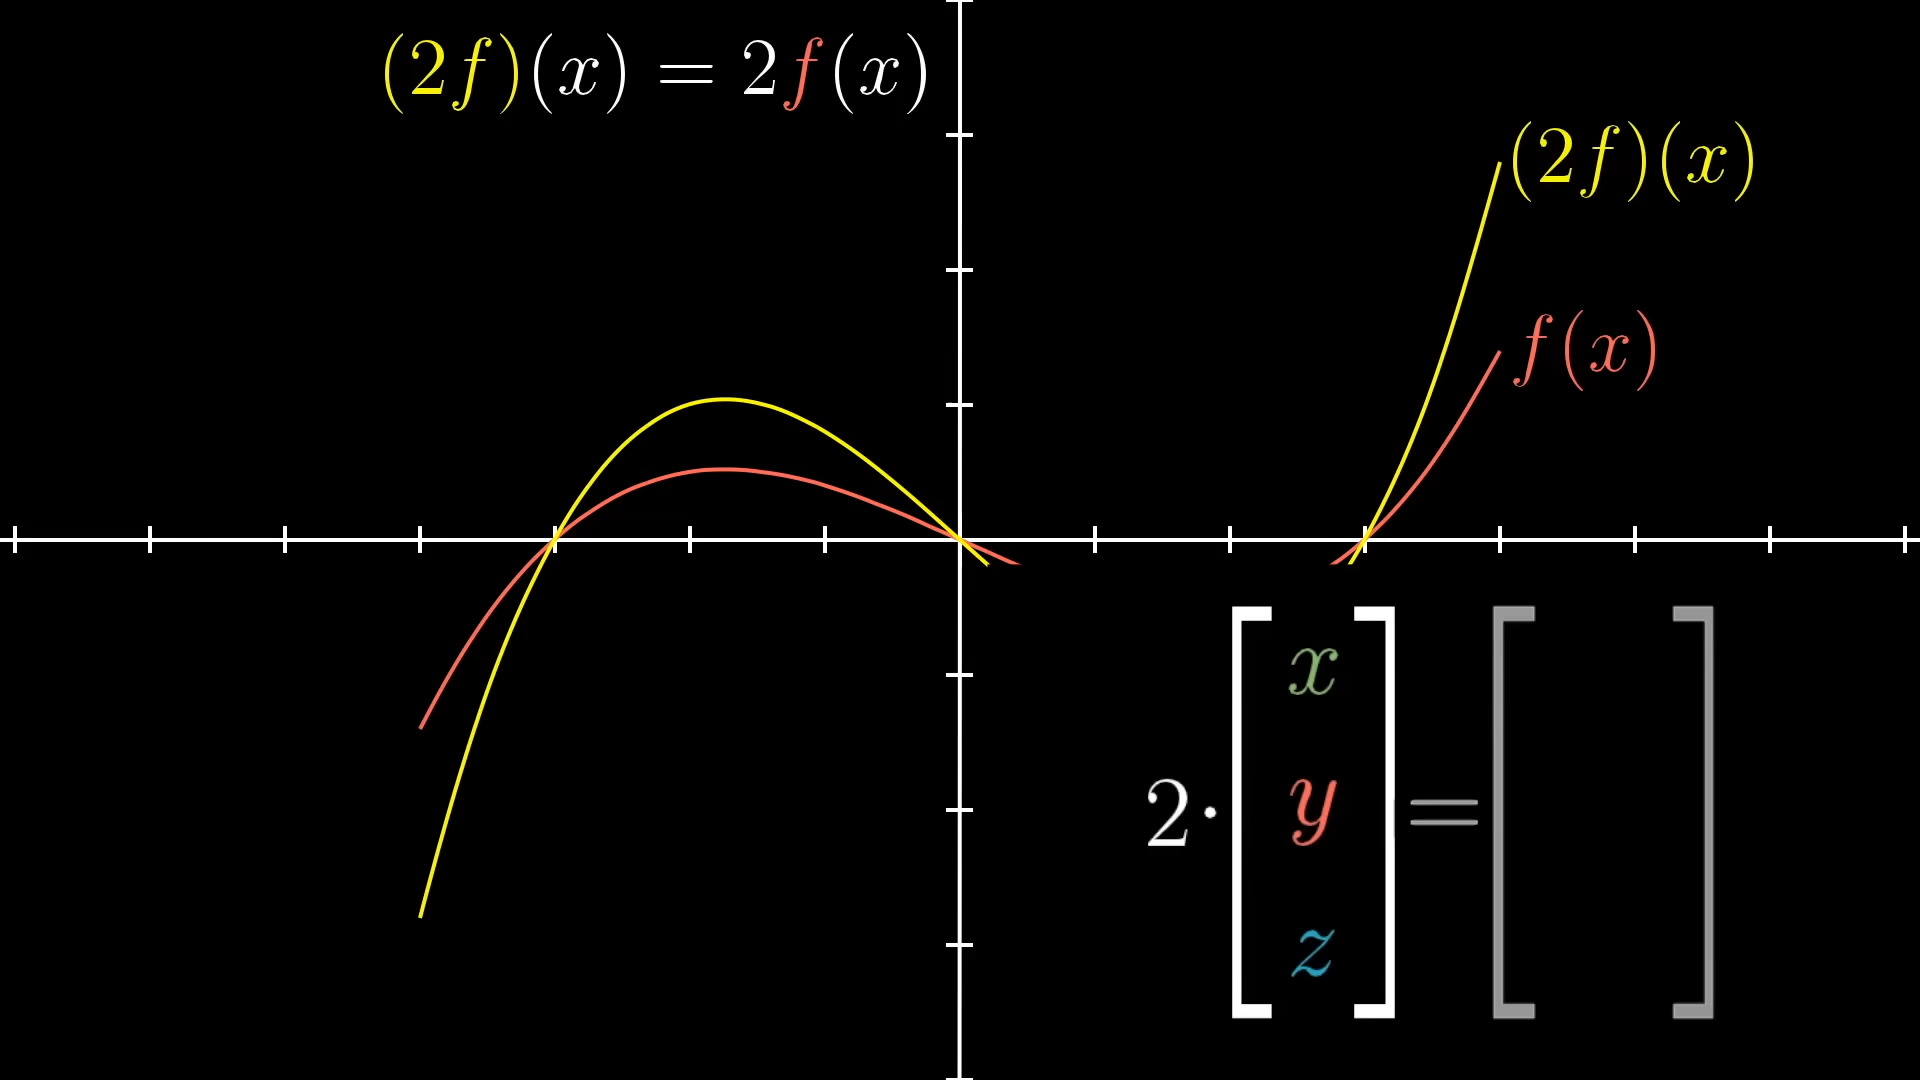 (2f)(x) = 2f(x)
(2f)(x)
f(x)
2·[x y z]=[ ]